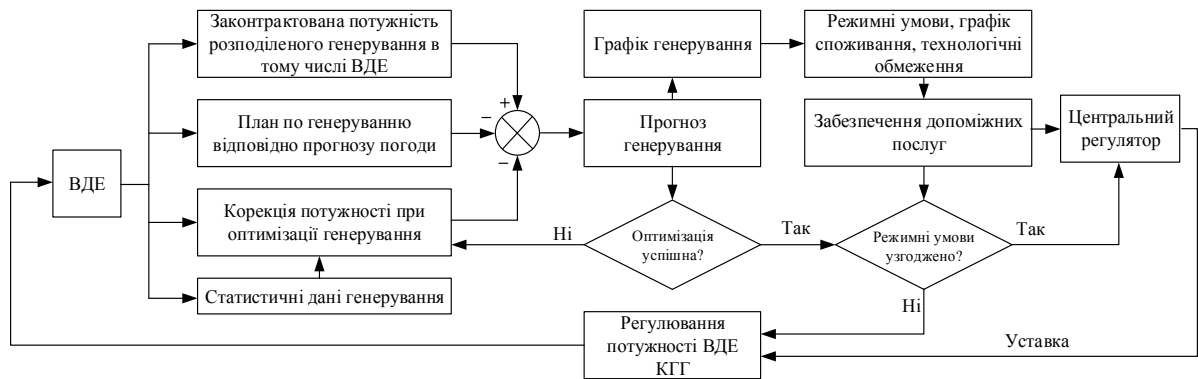 Законтрактована потужність
розподіленого генерування в
тому числі ВДЕ
План по генеруванню
відповідно прогнозу погоди
ВДЕ
Корекція потужності при
оптимізації генерування
Статистичні дані генерування
+
−
−
Графік генерування
Прогноз
генерування
Режимні умови, графік
споживання, технологічні
обмеження
Забезпечення допоміжних
послуг
Центральний
регулятор
Ні
Оптимізація
успішна?
Так
Режимні умови
узгоджено?
Так
Ні
Регулювання
потужності ВДЕ
КГГ
Уставка